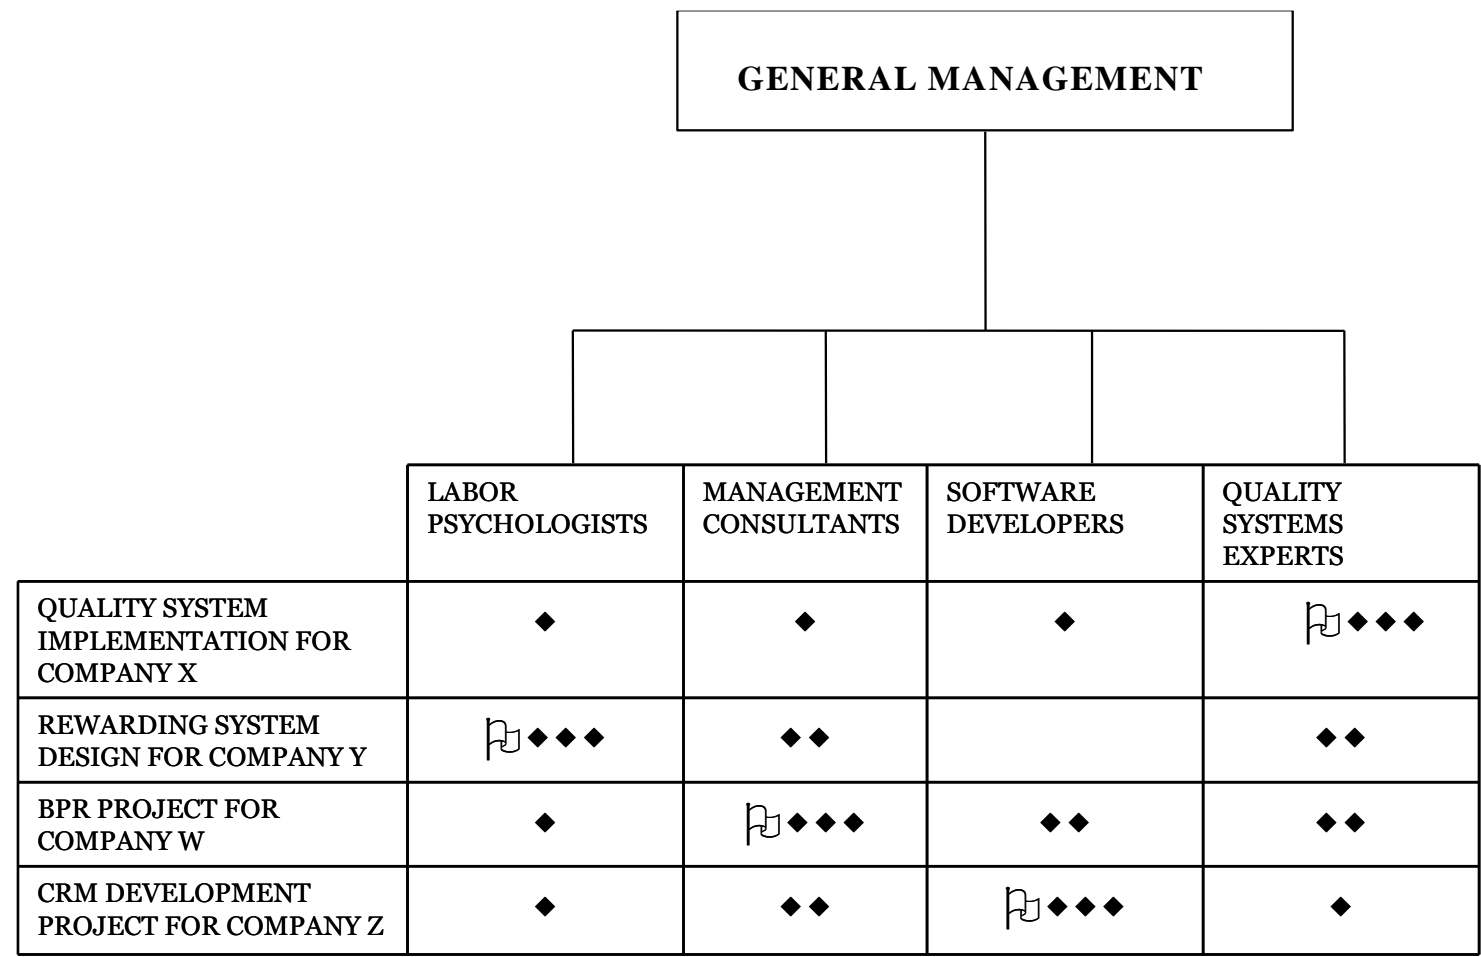 GENERAL MANAGEMENT
LABOR
PSYCHOLOGISTS
MANAGEMENT
CONSULTANTS
SOFTWARE
DEVELOPERS
QUALITY
SYSTEMS
EXPERTS
QUALITY SYSTEM
IMPLEMENTATION FOR
COMPANY X
REWARDING SYSTEM
DESIGN FOR COMPANY Y
BPR PROJECT FOR
COMPANY W
CRM DEVELOPMENT
PROJECT FOR COMPANY Z